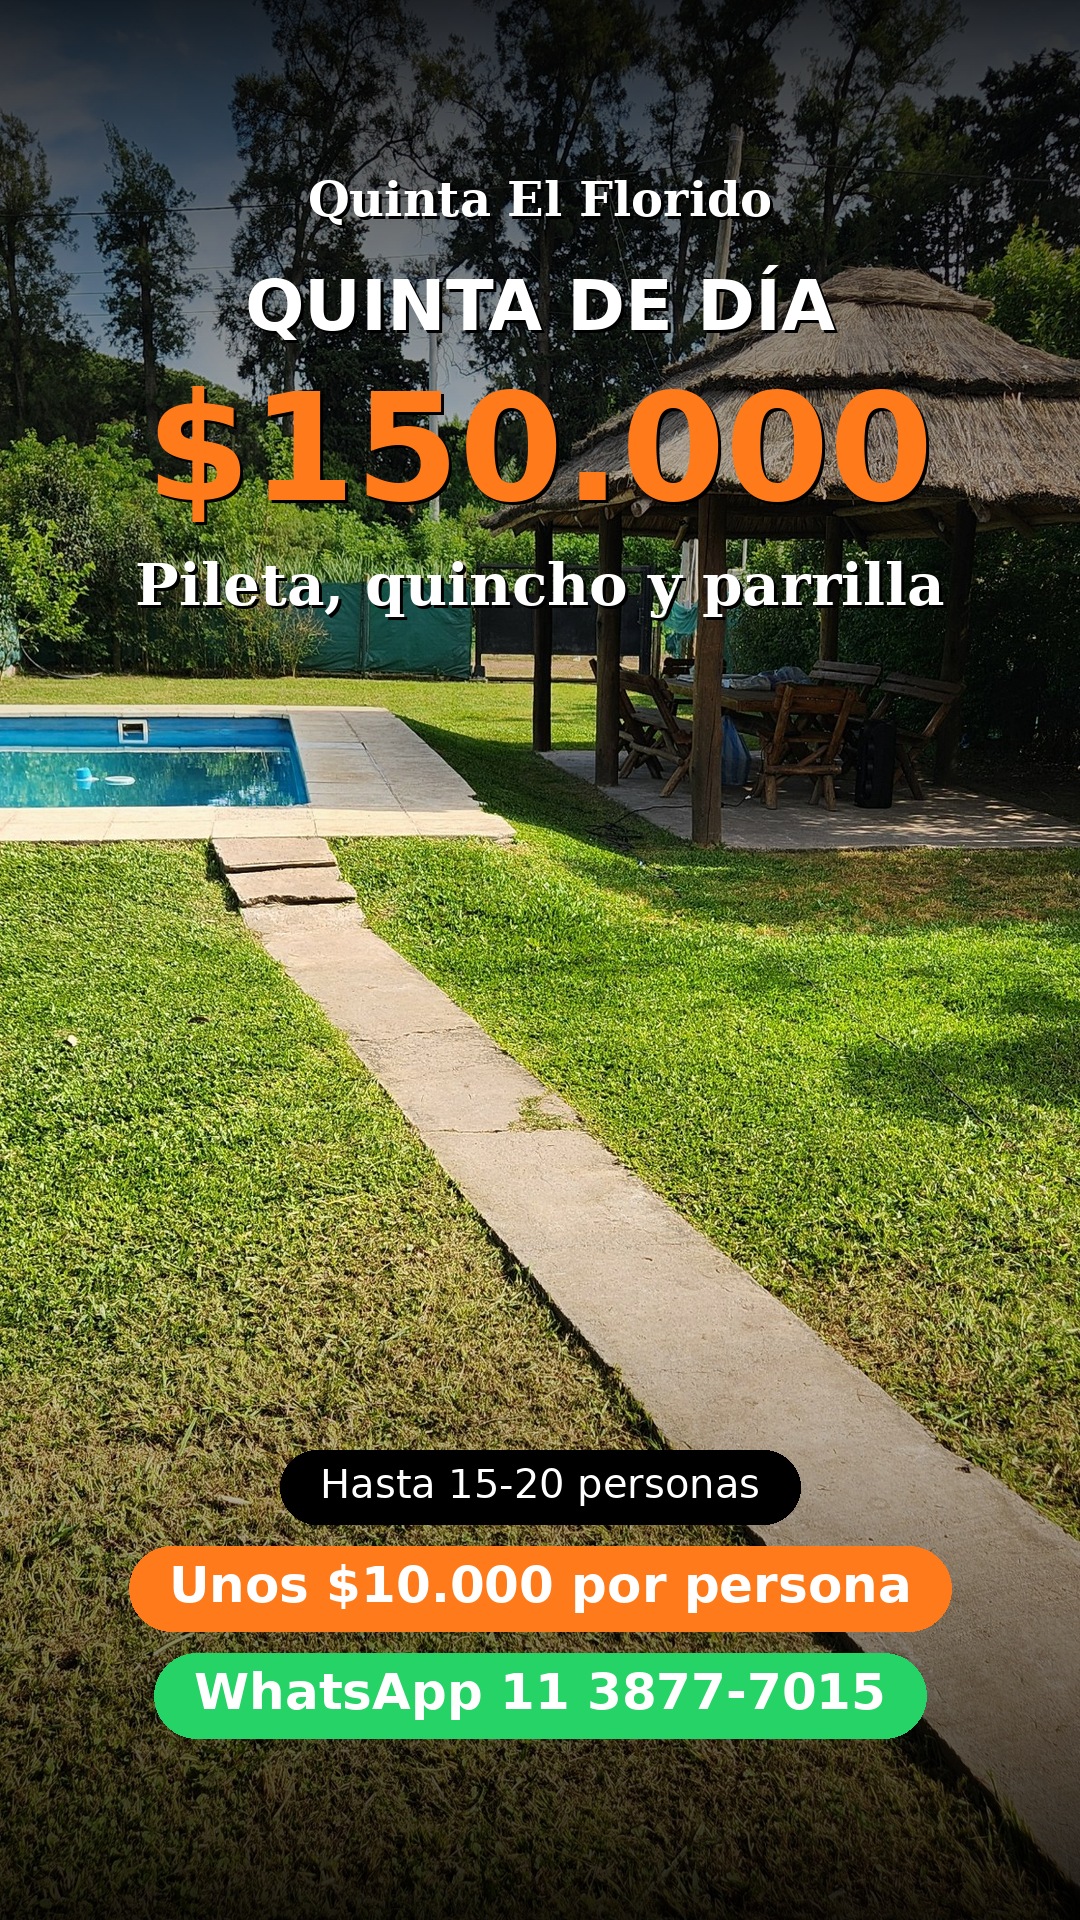 Quinta El Florido
QUINTA DE DÍA
$150.000
Pileta, quincho y parrilla
Hasta 15-20 personas
Unos $10.000 por persona
WhatsApp 11 3877-7015